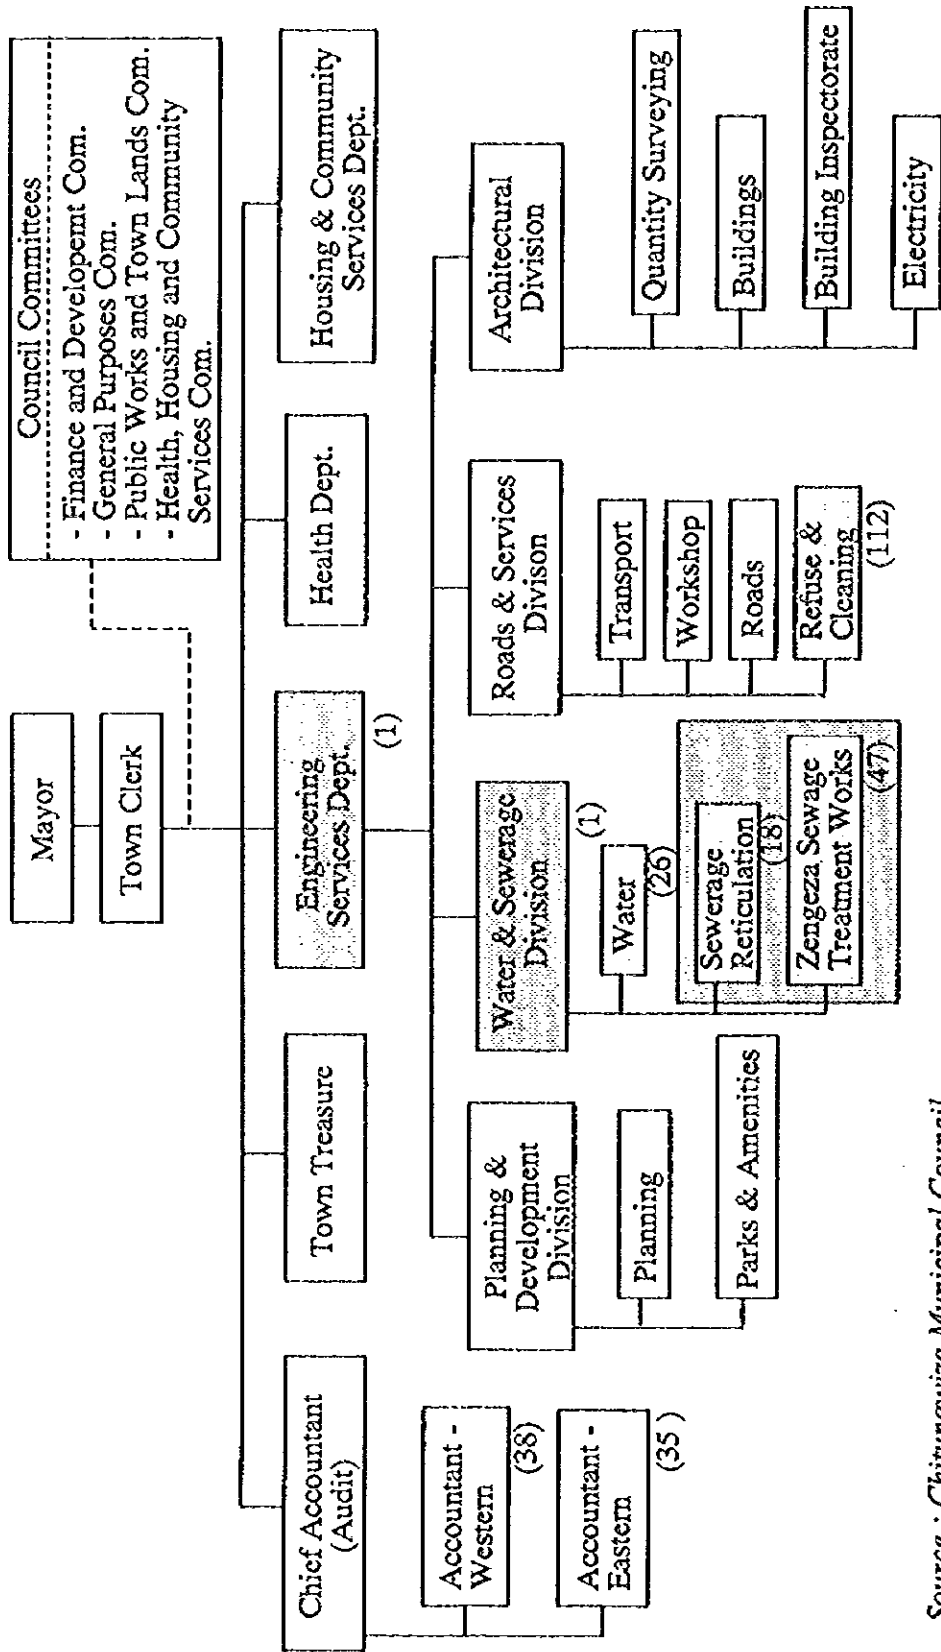 Mayor
Town Clerk
Council Committees
- Finance and Developemt Com.
- General Purposes Com.
- Public Works and Town Lands Com.
- Health, Housing and Community
Services Com.
Chief Accountant
(Audit)
Town Treasure
Engineering
Services Dept.
(1)
Health Dept.
Housing & Community
Services Dept.
Accountant -
Western
(38)
Accountant -
Eastern
(35)
Planning &
Development
Division
Planning
Parks & Amenities
Water & Sewerage
Division
(1)
Water
(26)
Sewerage
Reticulation
(18)
Zengeza Sewage
Treatment Works
(47)
Roads & Services
Divison
Transport
Workshop
Roads
Refuse &
Cleaning
(112)
Architectural
Division
Quantity Surveying
Buildings
Building Inspectorate
Electricity
Source : Chitungwiza Municipal Council